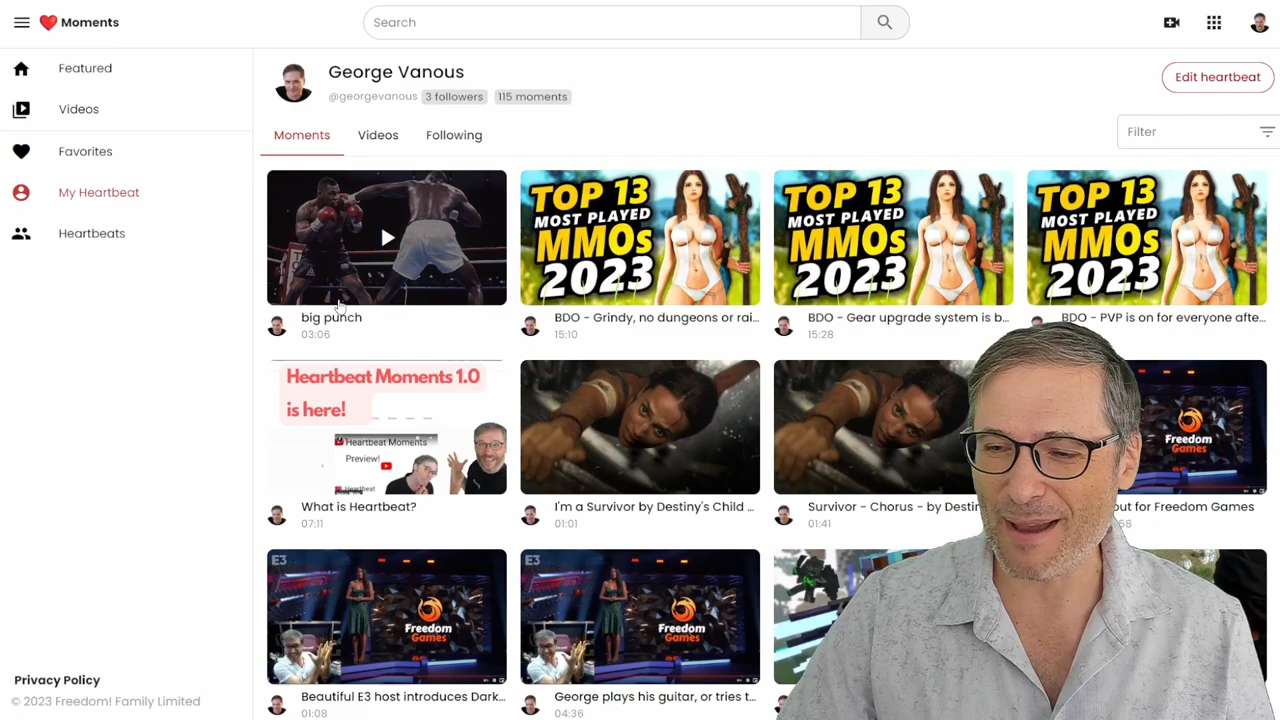 Moments
Search
Featured
Videos
Favorites
My Heartbeat
Heartbeats
George Vanous
@georgevanous 3 followers 115 moments
Edit heartbeat
Moments Videos Following
Filter
TOP 13
MOST PLAYED
MMOs
2023
TOP 13
MOST PLAYED
MMOs
2023
TOP 13
MOST PLAYED
MMOs
2023
big punch
03:06
BDO - Grindy, no dungeons or rai...
15:10
BDO - Gear upgrade system is b...
15:28
BDO - PVP is on for everyone afte...
Heartbeat Moments 1.0
is here!
Heartbeat Moments
Preview!
Heartbeat
Freedom
Games
What is Heartbeat?
07:11
I'm a Survivor by Destiny's Child ...
01:01
Survivor - Chorus - by Destin
01:41
out for Freedom Games
58
E3
Freedom
Games
E3
Freedom
Games
Beautiful E3 host introduces Dark...
01:08
George plays his guitar, or tries t...
04:36
Privacy Policy
© 2023 Freedom! Family Limited